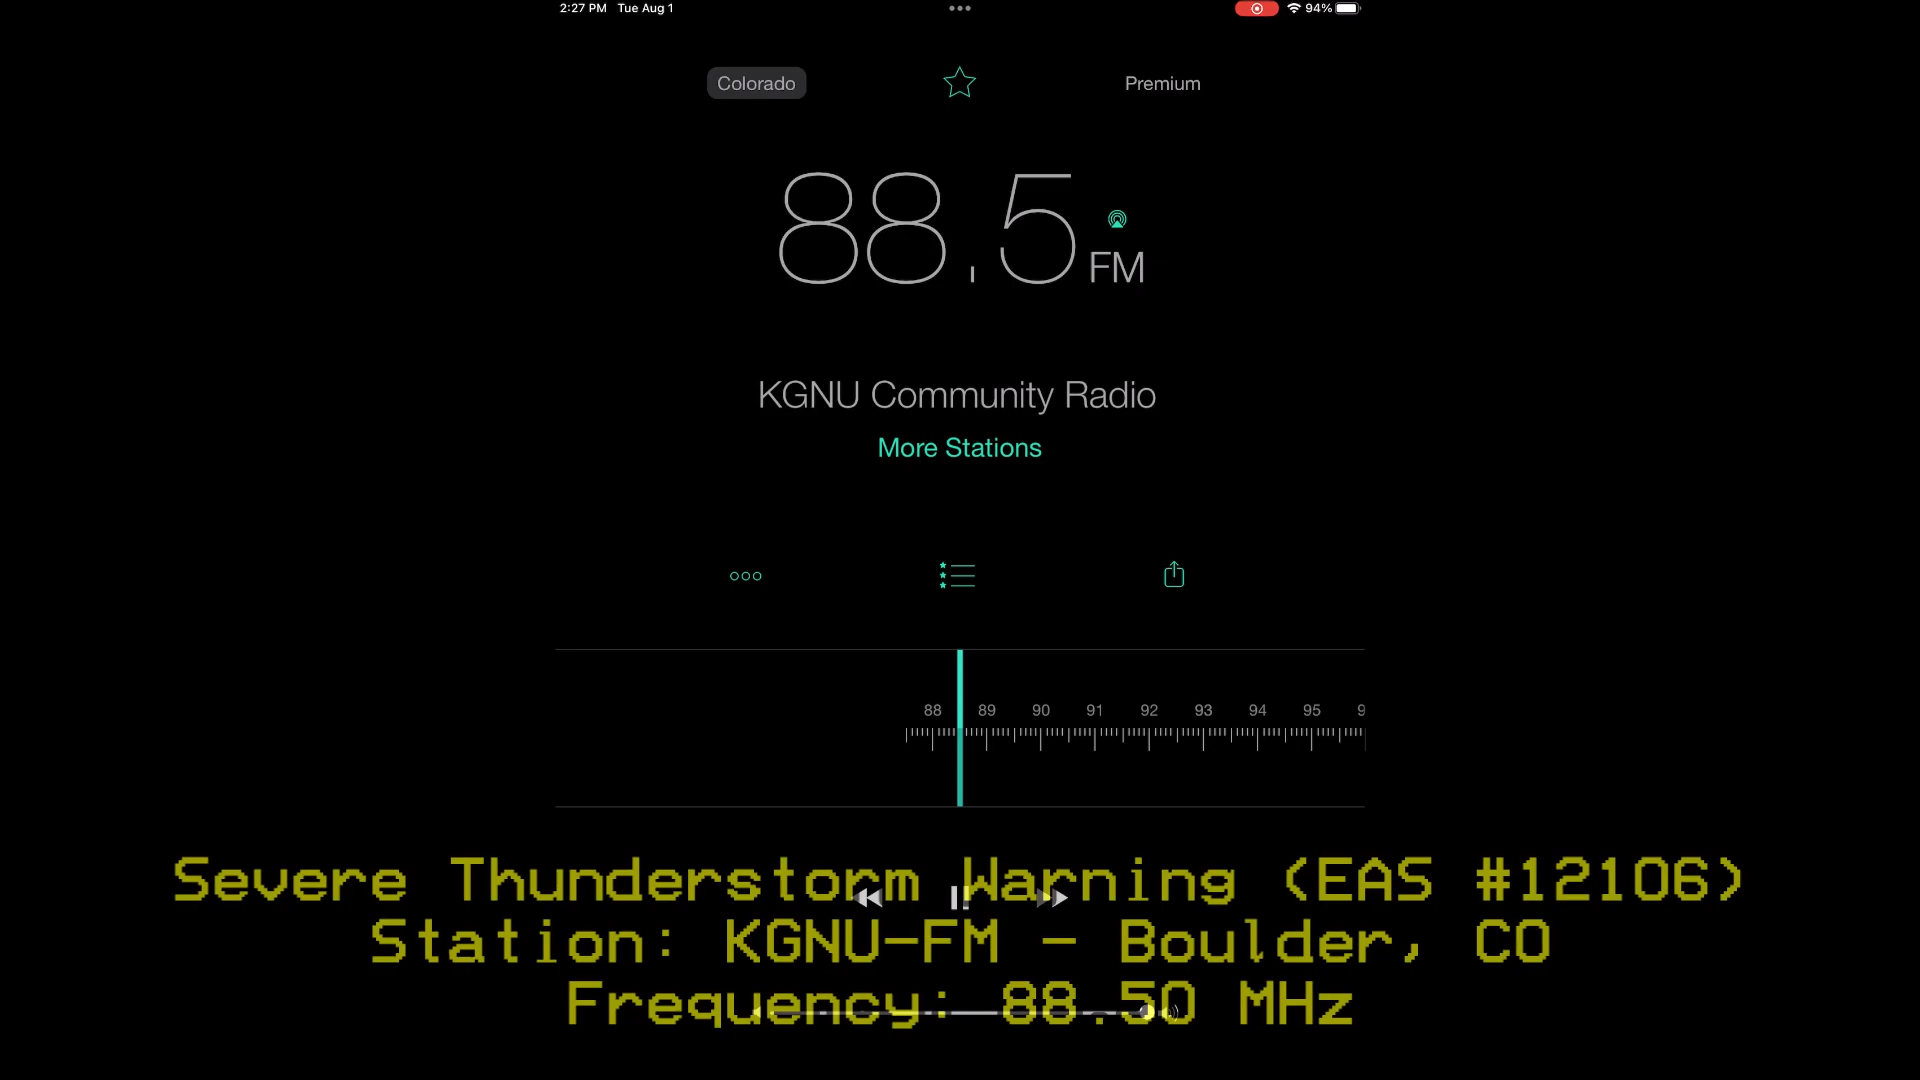 2:27 PM Tue Aug 1
94%
Colorado
Premium
88.5 FM
KGNU Community Radio
More Stations
88 89 90 91 92 93 94 95 9
Severe Thunderstorm Warning (EAS #12106)
Station: KGNU-FM - Boulder, CO
Frequency: 88.50 MHz